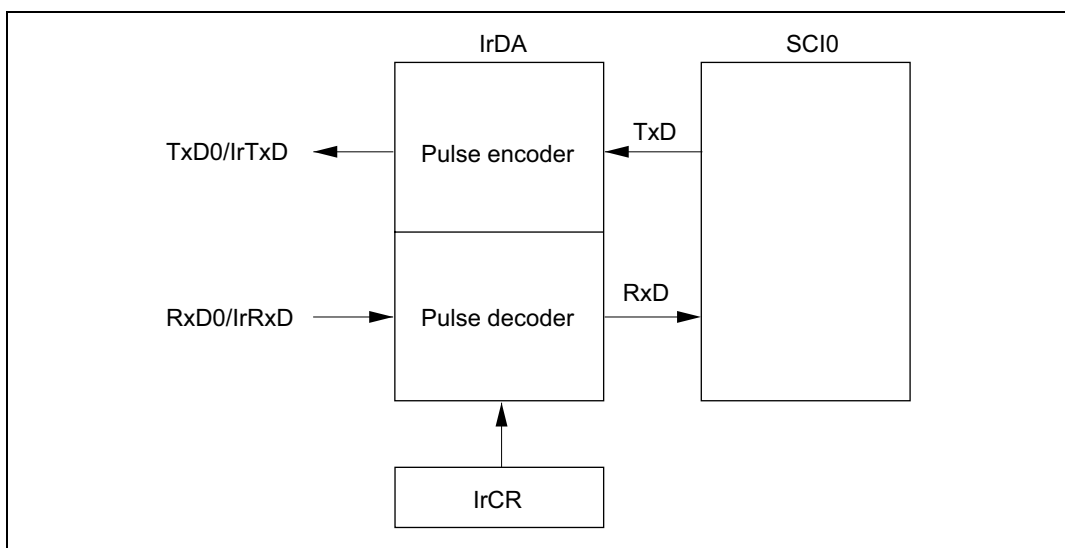 IrDA
SCI0
TxD
TxD0/IrTxD
Pulse encoder
RxD
RxD0/IrRxD
Pulse decoder
IrCR